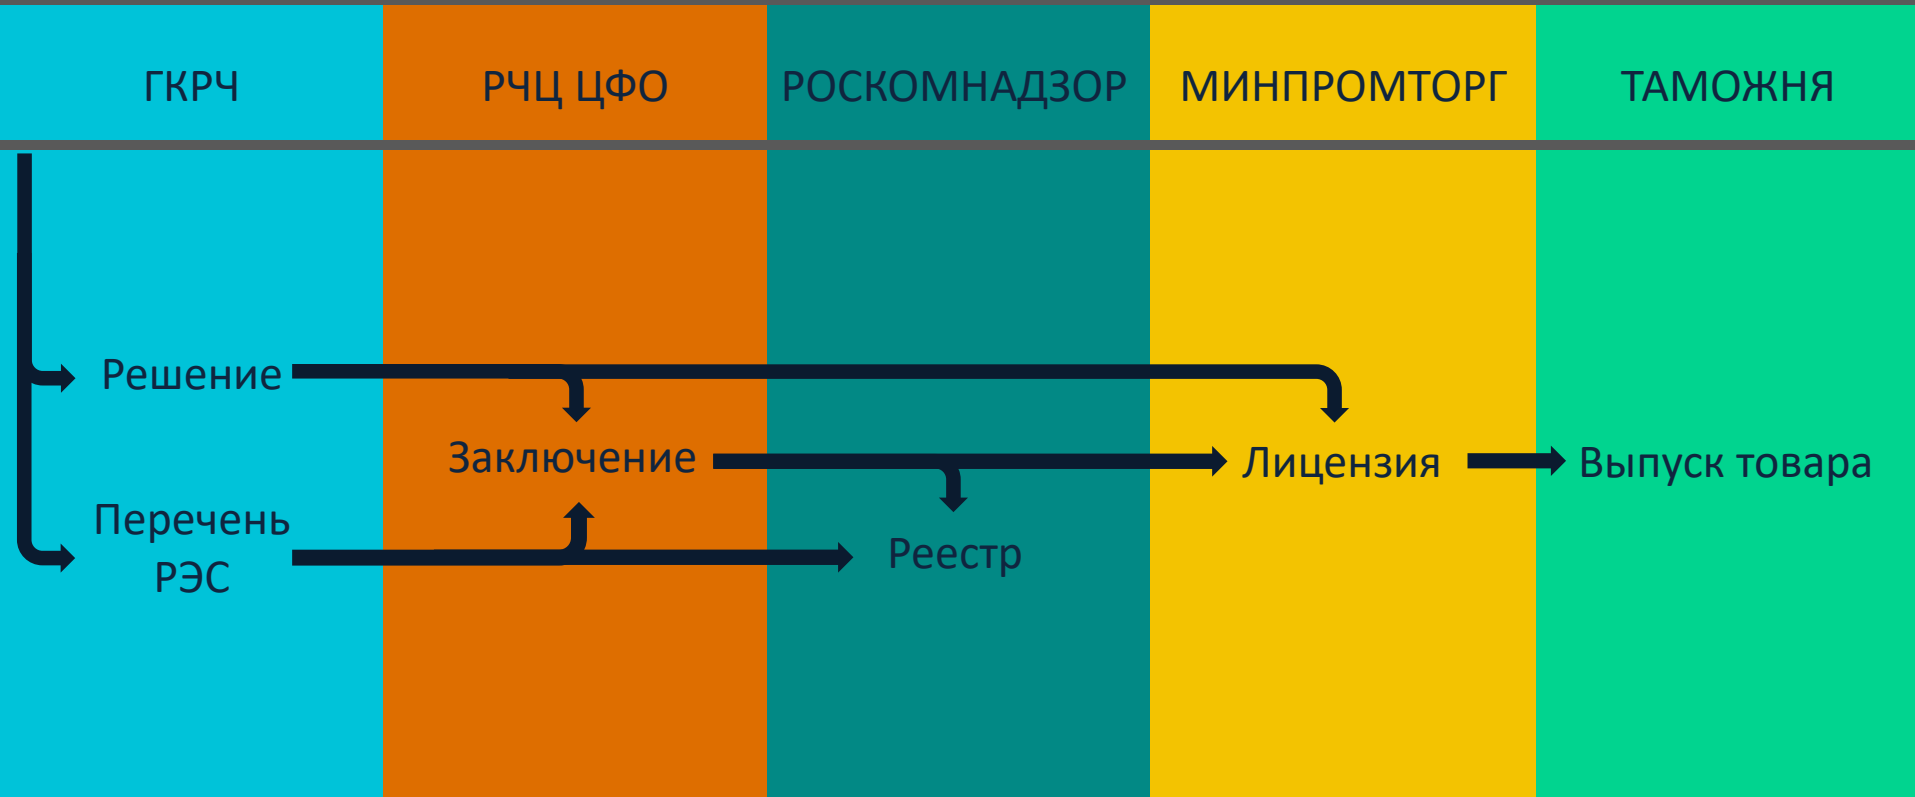 ГКРЧ
РЧЦ ЦФО
РОСКОМНАДЗОР
МИНПРОМТОРГ
ТАМОЖНЯ
Решение
Заключение
Лицензия
Выпуск товара
Перечень
РЭС
Реестр